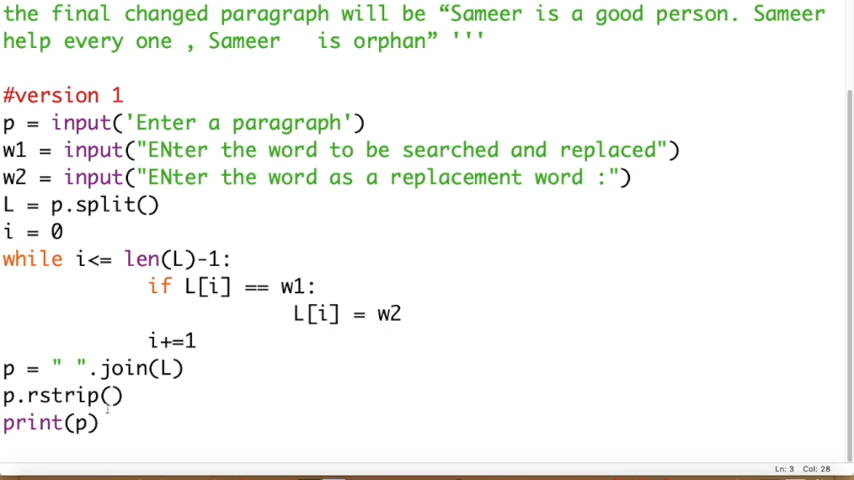 the final changed paragraph will be “Sameer is a good person. Sameer
help every one , Sameer   is orphan” '''
#version 1
p = input('Enter a paragraph')
w1 = input("ENter the word to be searched and replaced")
w2 = input("ENter the word as a replacement word :")
L = p.split()
i = 0
while i<= len(L)-1:
            if L[i] == w1:
                        L[i] = w2
            i+=1
p = " ".join(L)
p.rstrip()
print(p)
Ln: 3 Col: 28